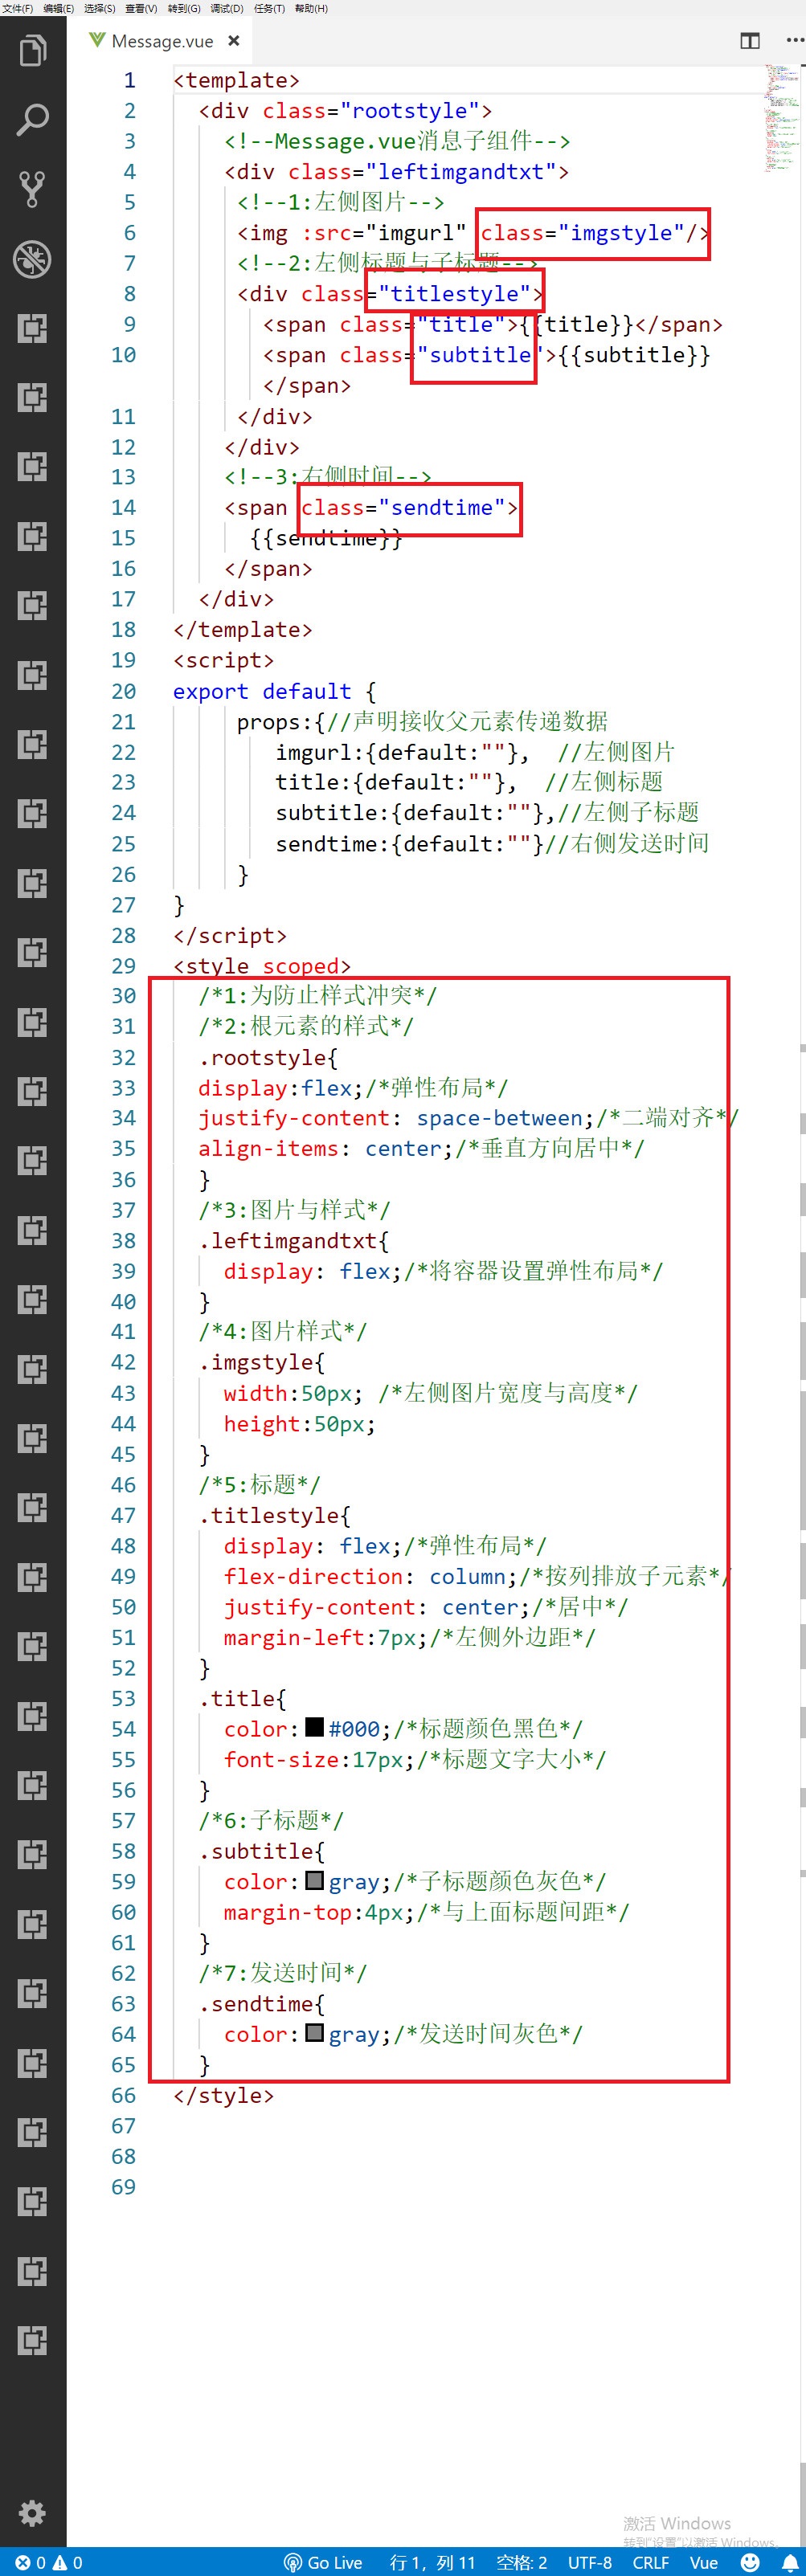 文件(F) 编辑(E) 选择(S) 查看(V) 转到(G) 调试(D) 任务(T) 帮助(H)
Message.vue
1 <template>
2 <div class="rootstyle">
3 <!--Message.vue消息子组件-->
4 <div class="leftimgandtxt">
5 <!--1:左侧图片-->
6 <img :src="imgurl" class="imgstyle"/>
7 <!--2:左侧标题与子标题-->
8 <div class="titlestyle">
9 <span class="title">{{title}}</span>
10 <span class="subtitle">{{subtitle}}
</span>
11 </div>
12 </div>
13 <!--3:右侧时间-->
14 <span class="sendtime">
15 {{sendtime}}
16 </span>
17 </div>
18 </template>
19 <script>
20 export default {
21 props:{//声明接收父元素传递数据
22 imgurl:{default:""}, //左侧图片
23 title:{default:""}, //左侧标题
24 subtitle:{default:""},//左侧子标题
25 sendtime:{default:""}//右侧发送时间
26 }
27 }
28 </script>
29 <style scoped>
30 /*1:为防止样式冲突*/
31 /*2:根元素的样式*/
32 .rootstyle{
33 display:flex;/*弹性布局*/
34 justify-content: space-between;/*二端对齐*/
35 align-items: center;/*垂直方向居中*/
36 }
37 /*3:图片与样式*/
38 .leftimgandtxt{
39 display: flex;/*将容器设置弹性布局*/
40 }
41 /*4:图片样式*/
42 .imgstyle{
43 width:50px; /*左侧图片宽度与高度*/
44 height:50px;
45 }
46 /*5:标题*/
47 .titlestyle{
48 display: flex;/*弹性布局*/
49 flex-direction: column;/*按列排放子元素*/
50 justify-content: center;/*居中*/
51 margin-left:7px;/*左侧外边距*/
52 }
53 .title{
54 color:#000;/*标题颜色黑色*/
55 font-size:17px;/*标题文字大小*/
56 }
57 /*6:子标题*/
58 .subtitle{
59 color:gray;/*子标题颜色灰色*/
60 margin-top:4px;/*与上面标题间距*/
61 }
62 /*7:发送时间*/
63 .sendtime{
64 color:gray;/*发送时间灰色*/
65 }
66 </style>
67
68
69
激活 Windows
转到"设置"以激活 Windows。
0 0 Go Live 行 1，列 11 空格: 2 UTF-8 CRLF Vue